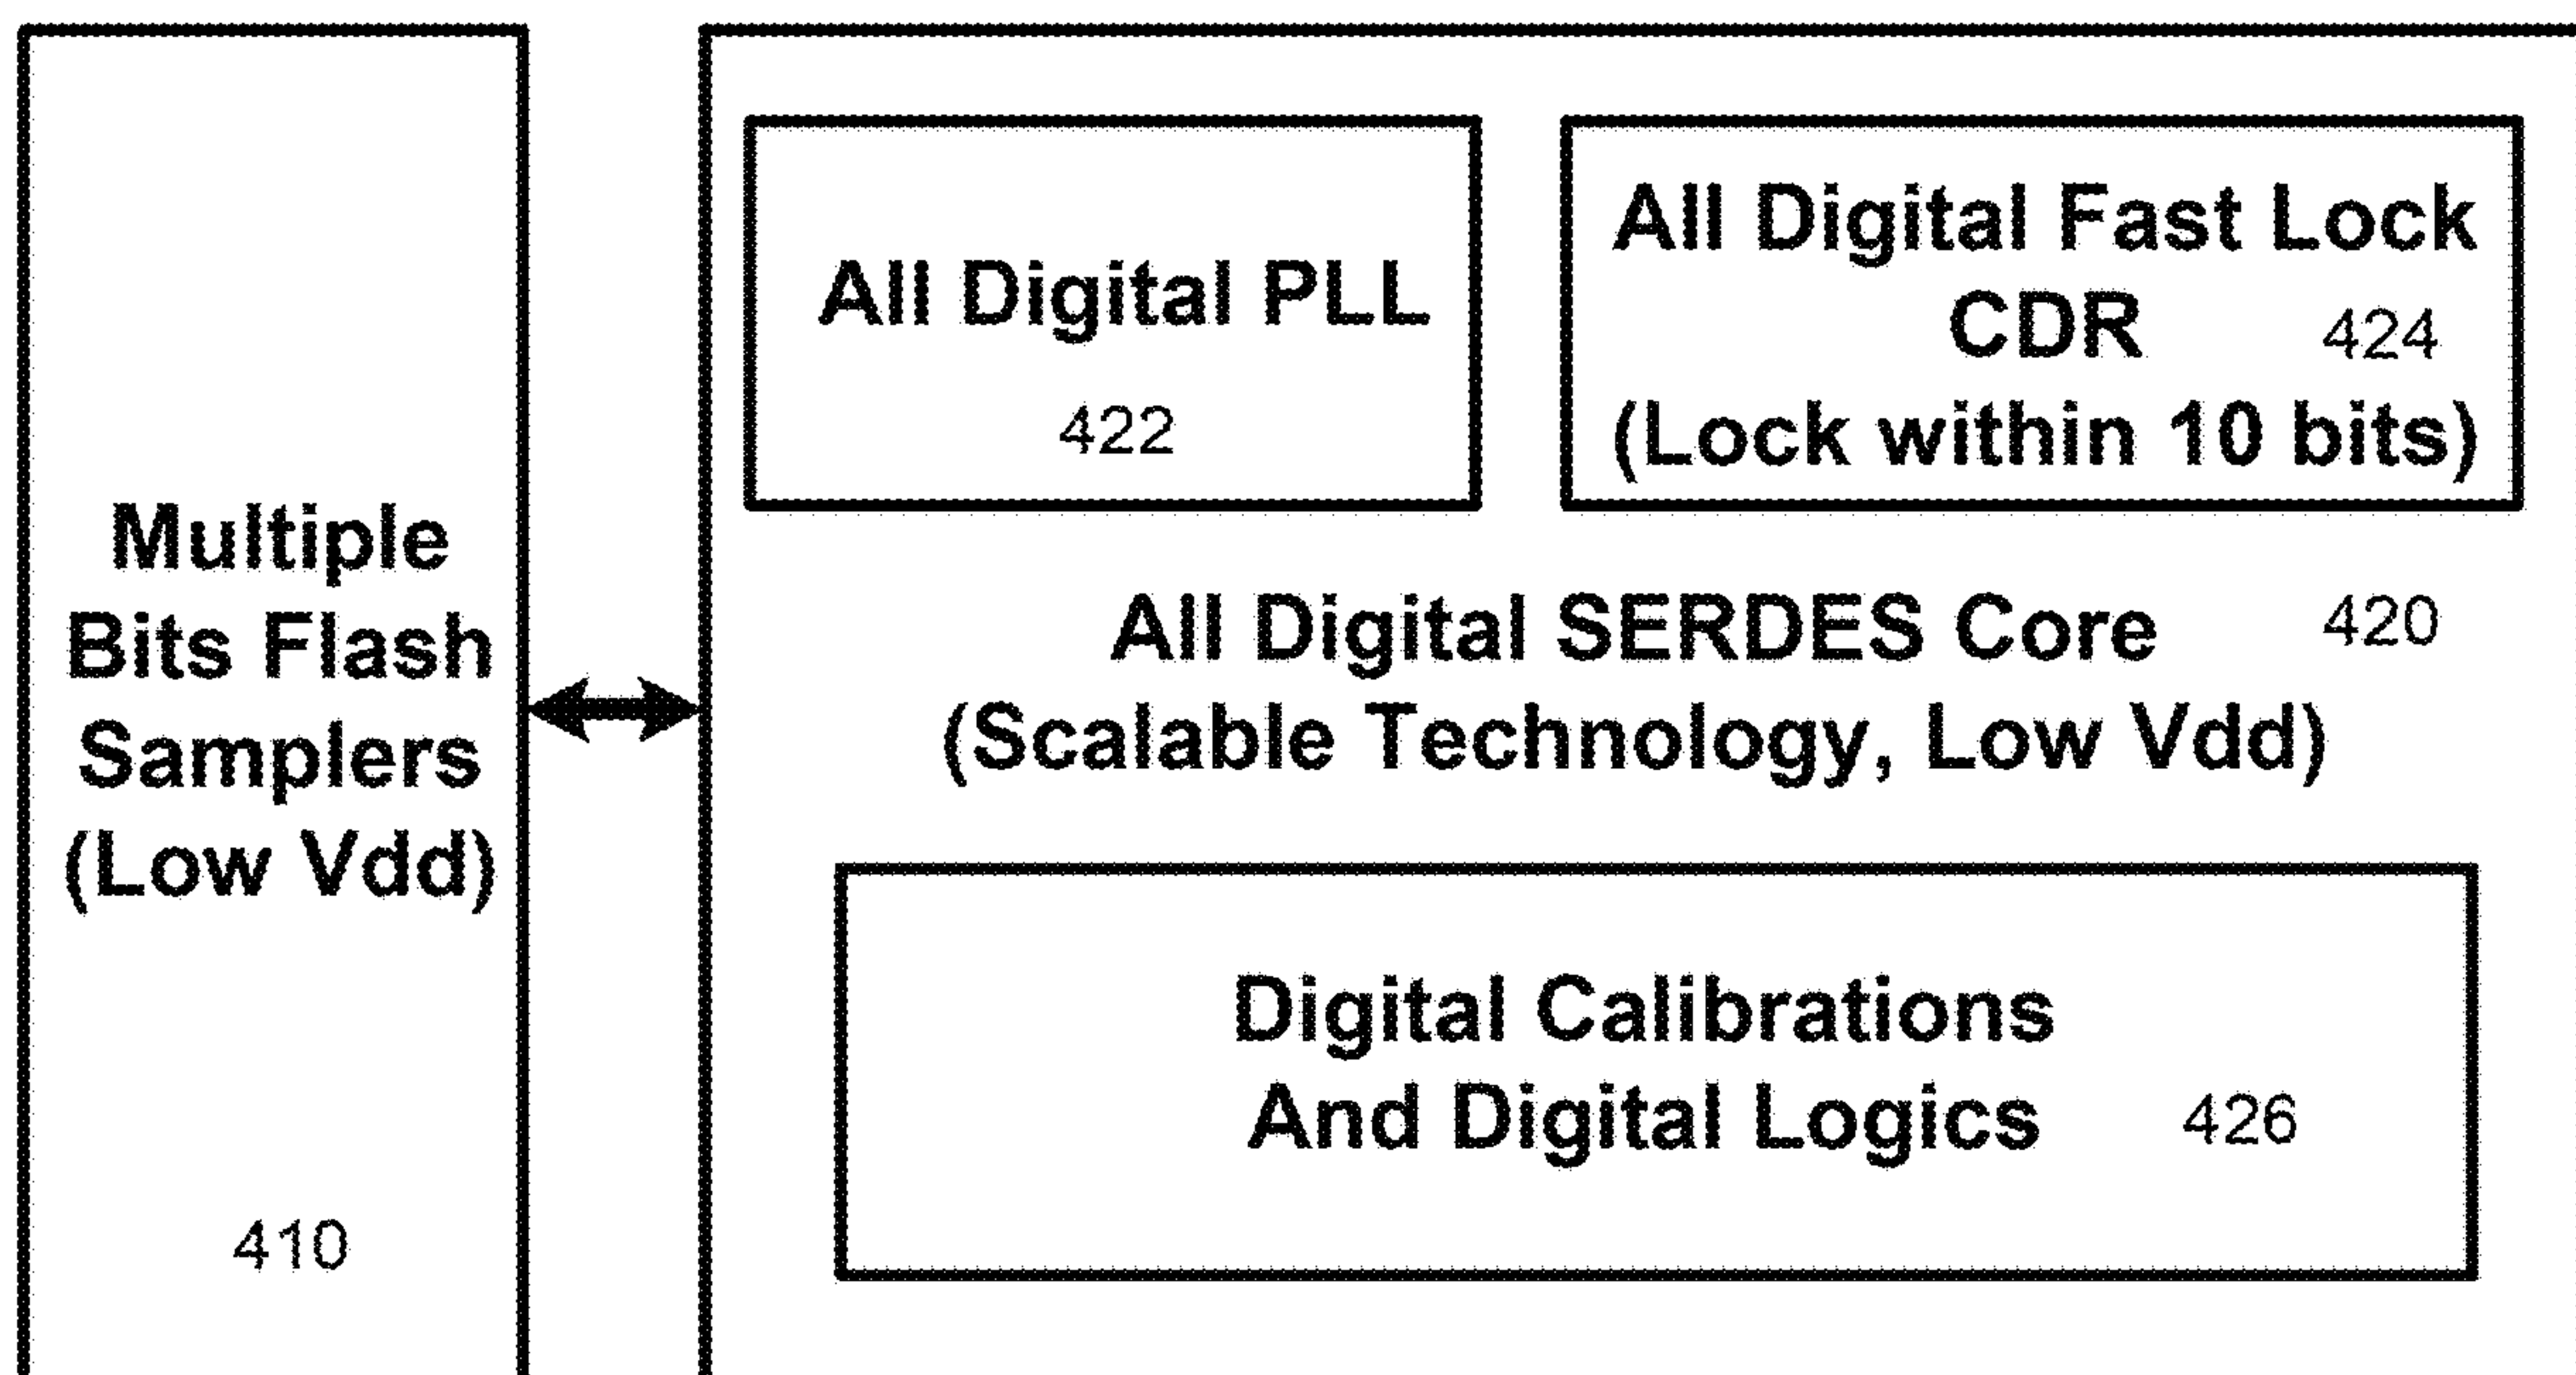 Multiple
Bits Flash
Samplers
(Low Vdd)
410
All Digital PLL
422
All Digital Fast Lock
CDR 424
(Lock within 10 bits)
All Digital SERDES Core 420
(Scalable Technology, Low Vdd)
Digital Calibrations
And Digital Logics 426